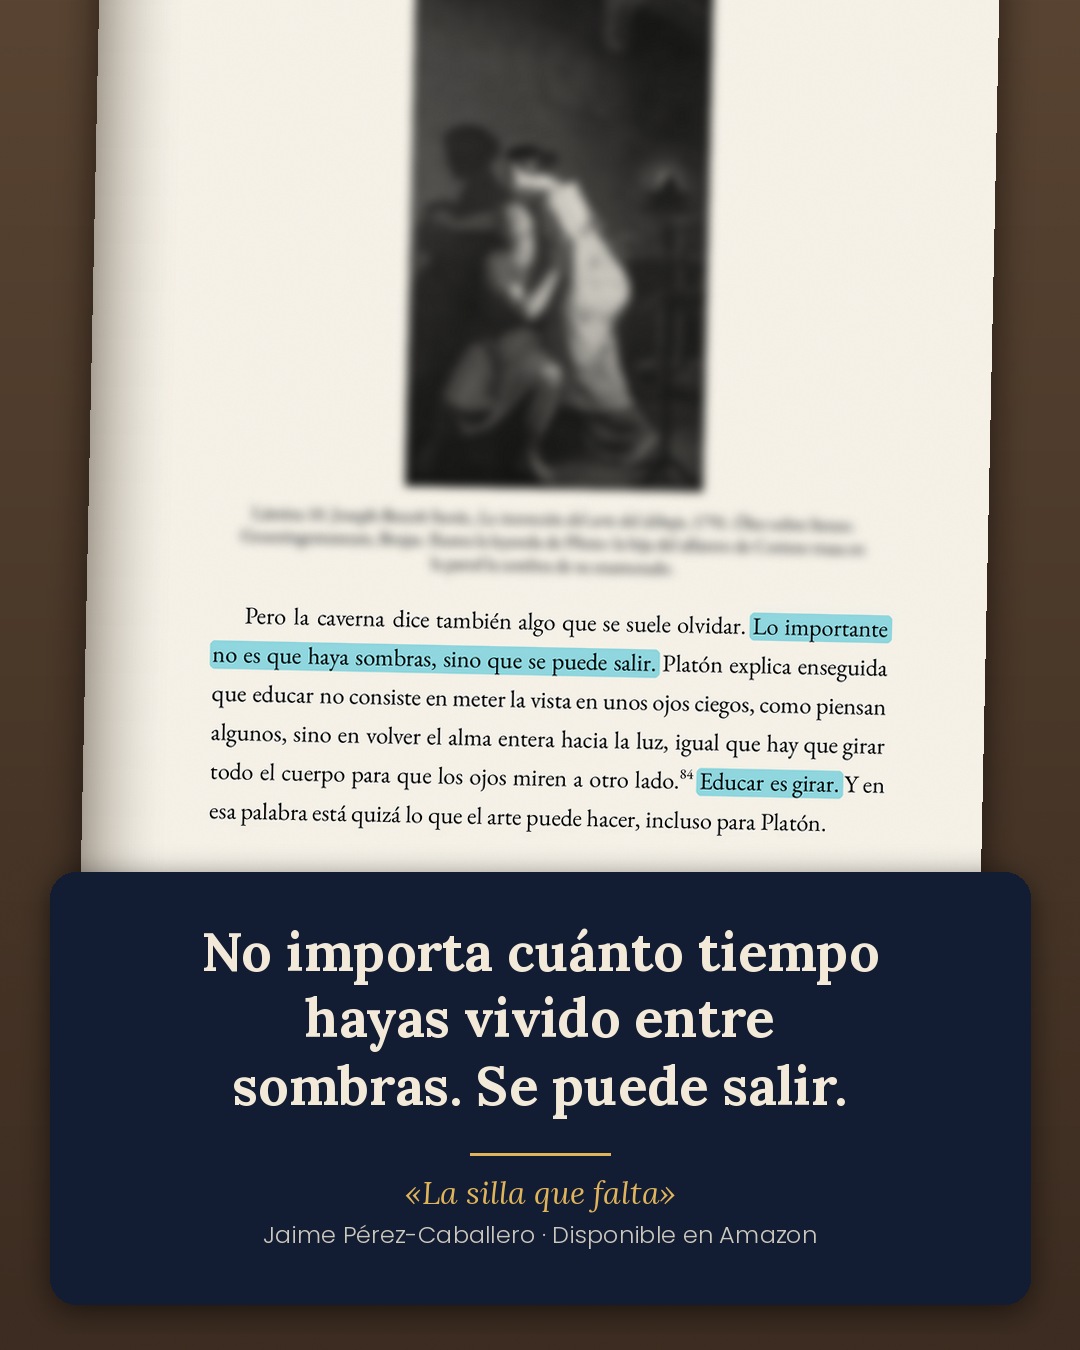 Pero la caverna dice también algo que se suele olvidar. Lo importante
no es que haya sombras, sino que se puede salir. Platón explica enseguida
que educar no consiste en meter la vista en unos ojos ciegos, como piensan
algunos, sino en volver el alma entera hacia la luz, igual que hay que girar
todo el cuerpo para que los ojos miren a otro lado.⁸⁴ Educar es girar. Y en
esa palabra está quizá lo que el arte puede hacer, incluso para Platón.
No importa cuánto tiempo
hayas vivido entre
sombras. Se puede salir.
«La silla que falta»
Jaime Pérez-Caballero · Disponible en Amazon